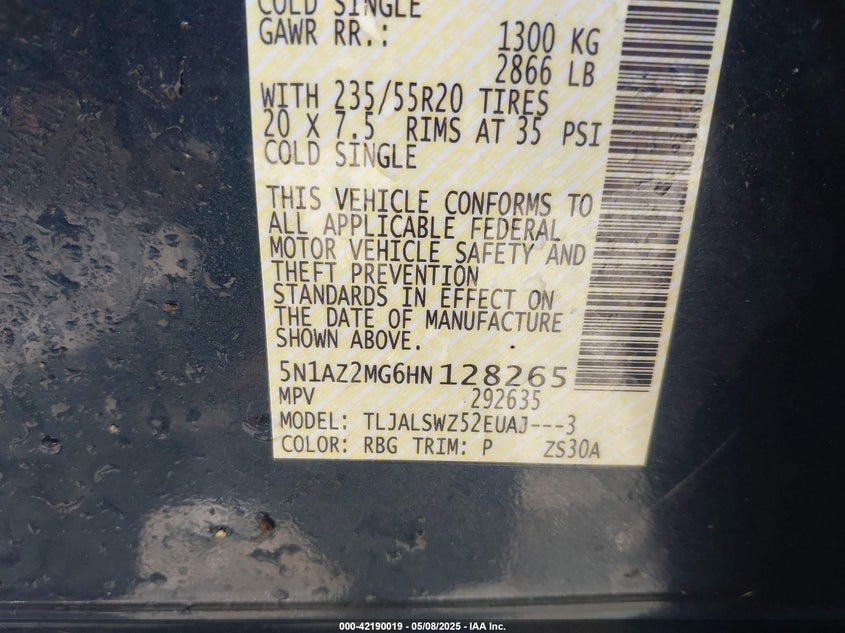 COLD SINGLE
GAWR RR.: 1300 KG
2866 LB
WITH 235/55R20 TIRES
20 X 7.5 RIMS AT 35 PSI
COLD SINGLE
THIS VEHICLE CONFORMS TO
ALL APPLICABLE FEDERAL
MOTOR VEHICLE SAFETY AND
THEFT PREVENTION
STANDARDS IN EFFECT ON
THE DATE OF MANUFACTURE
SHOWN ABOVE.
5N1AZ2MG6HN128265
MPV 292635
MODEL: TLJALSWZ52EUAJ---3
COLOR: RBG TRIM: P ZS30A
000-42190019 - 05/08/2025 - IAA Inc.